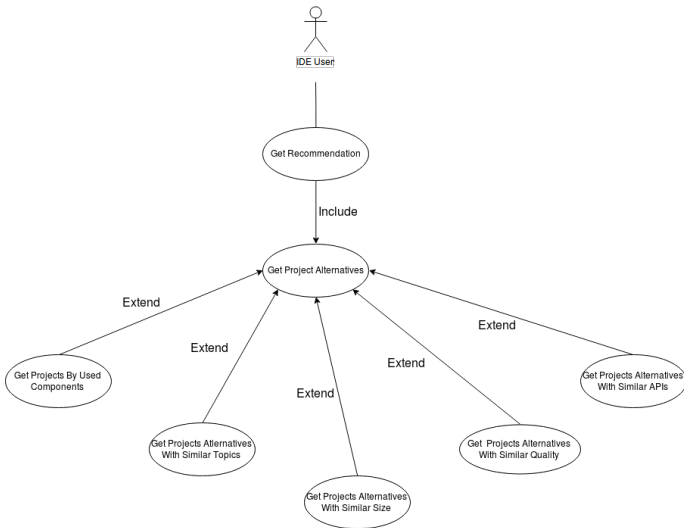 IDE User
Get Recommendation
Include
Get Project Alternatives
Extend
Extend
Extend
Extend
Extend
Get Projects By Used
Components
Get Projects Alternatives
With Similar APIs
Get Projects Atlernatives
With Similar Topics
Get Projects Alternatives
With Similar Quality
Get Projects Atlernatives
With Similar Size